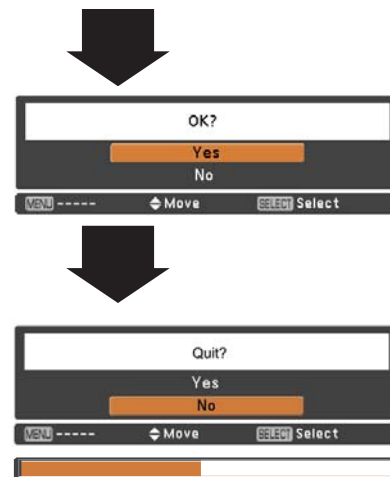 OK?
Yes
No
MENU ----- Move SELECT Select
Quit?
Yes
No
MENU ----- Move SELECT Select